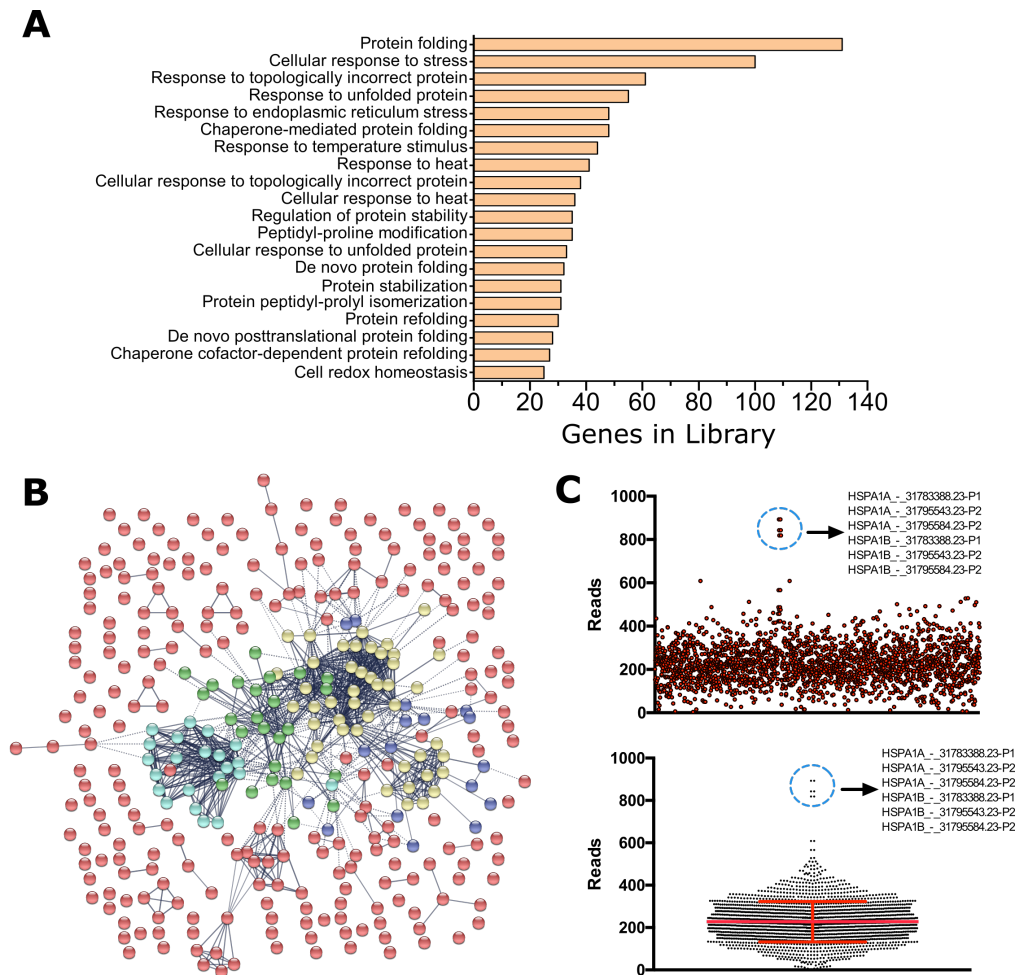 A
Protein folding
Cellular response to stress
Response to topologically incorrect protein
Response to unfolded protein
Response to endoplasmic reticulum stress
Chaperone-mediated protein folding
Response to temperature stimulus
Response to heat
Cellular response to topologically incorrect protein
Cellular response to heat
Regulation of protein stability
Peptidyl-proline modification
Cellular response to unfolded protein
De novo protein folding
Protein stabilization
Protein peptidyl-prolyl isomerization
Protein refolding
De novo posttranslational protein folding
Chaperone cofactor-dependent protein refolding
Cell redox homeostasis
0 20 40 60 80 100 120 140
Genes in Library
B
C
1000
800
600
400
200
0
Reads
HSPA1A_-_31783388.23-P1
HSPA1A_-_31795543.23-P2
HSPA1A_-_31795584.23-P2
HSPA1B_-_31783388.23-P1
HSPA1B_-_31795543.23-P2
HSPA1B_-_31795584.23-P2
1000
800
600
400
200
0
Reads
HSPA1A_-_31783388.23-P1
HSPA1A_-_31795543.23-P2
HSPA1A_-_31795584.23-P2
HSPA1B_-_31783388.23-P1
HSPA1B_-_31795543.23-P2
HSPA1B_-_31795584.23-P2